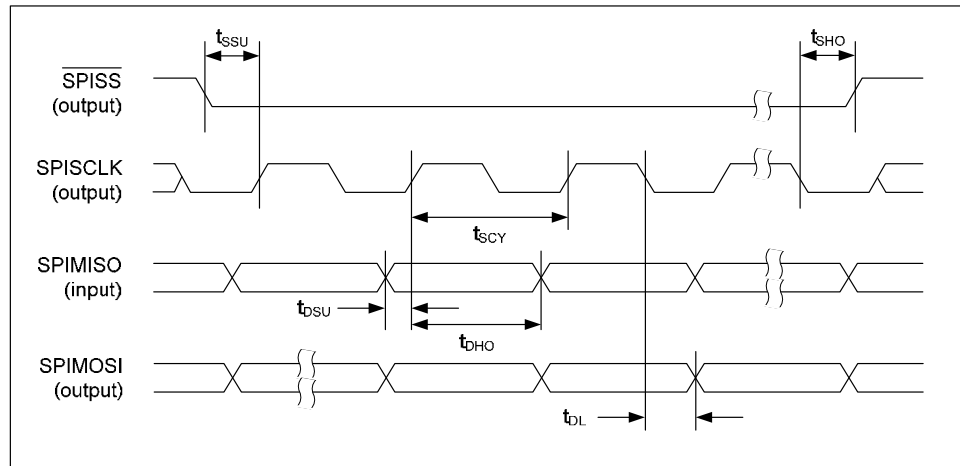 tSSU
tSHO
SPISS
(output)
SPISCLK
(output)
tSCY
SPIMISO
(input)
tDSU
tDHO
SPIMOSI
(output)
tDL